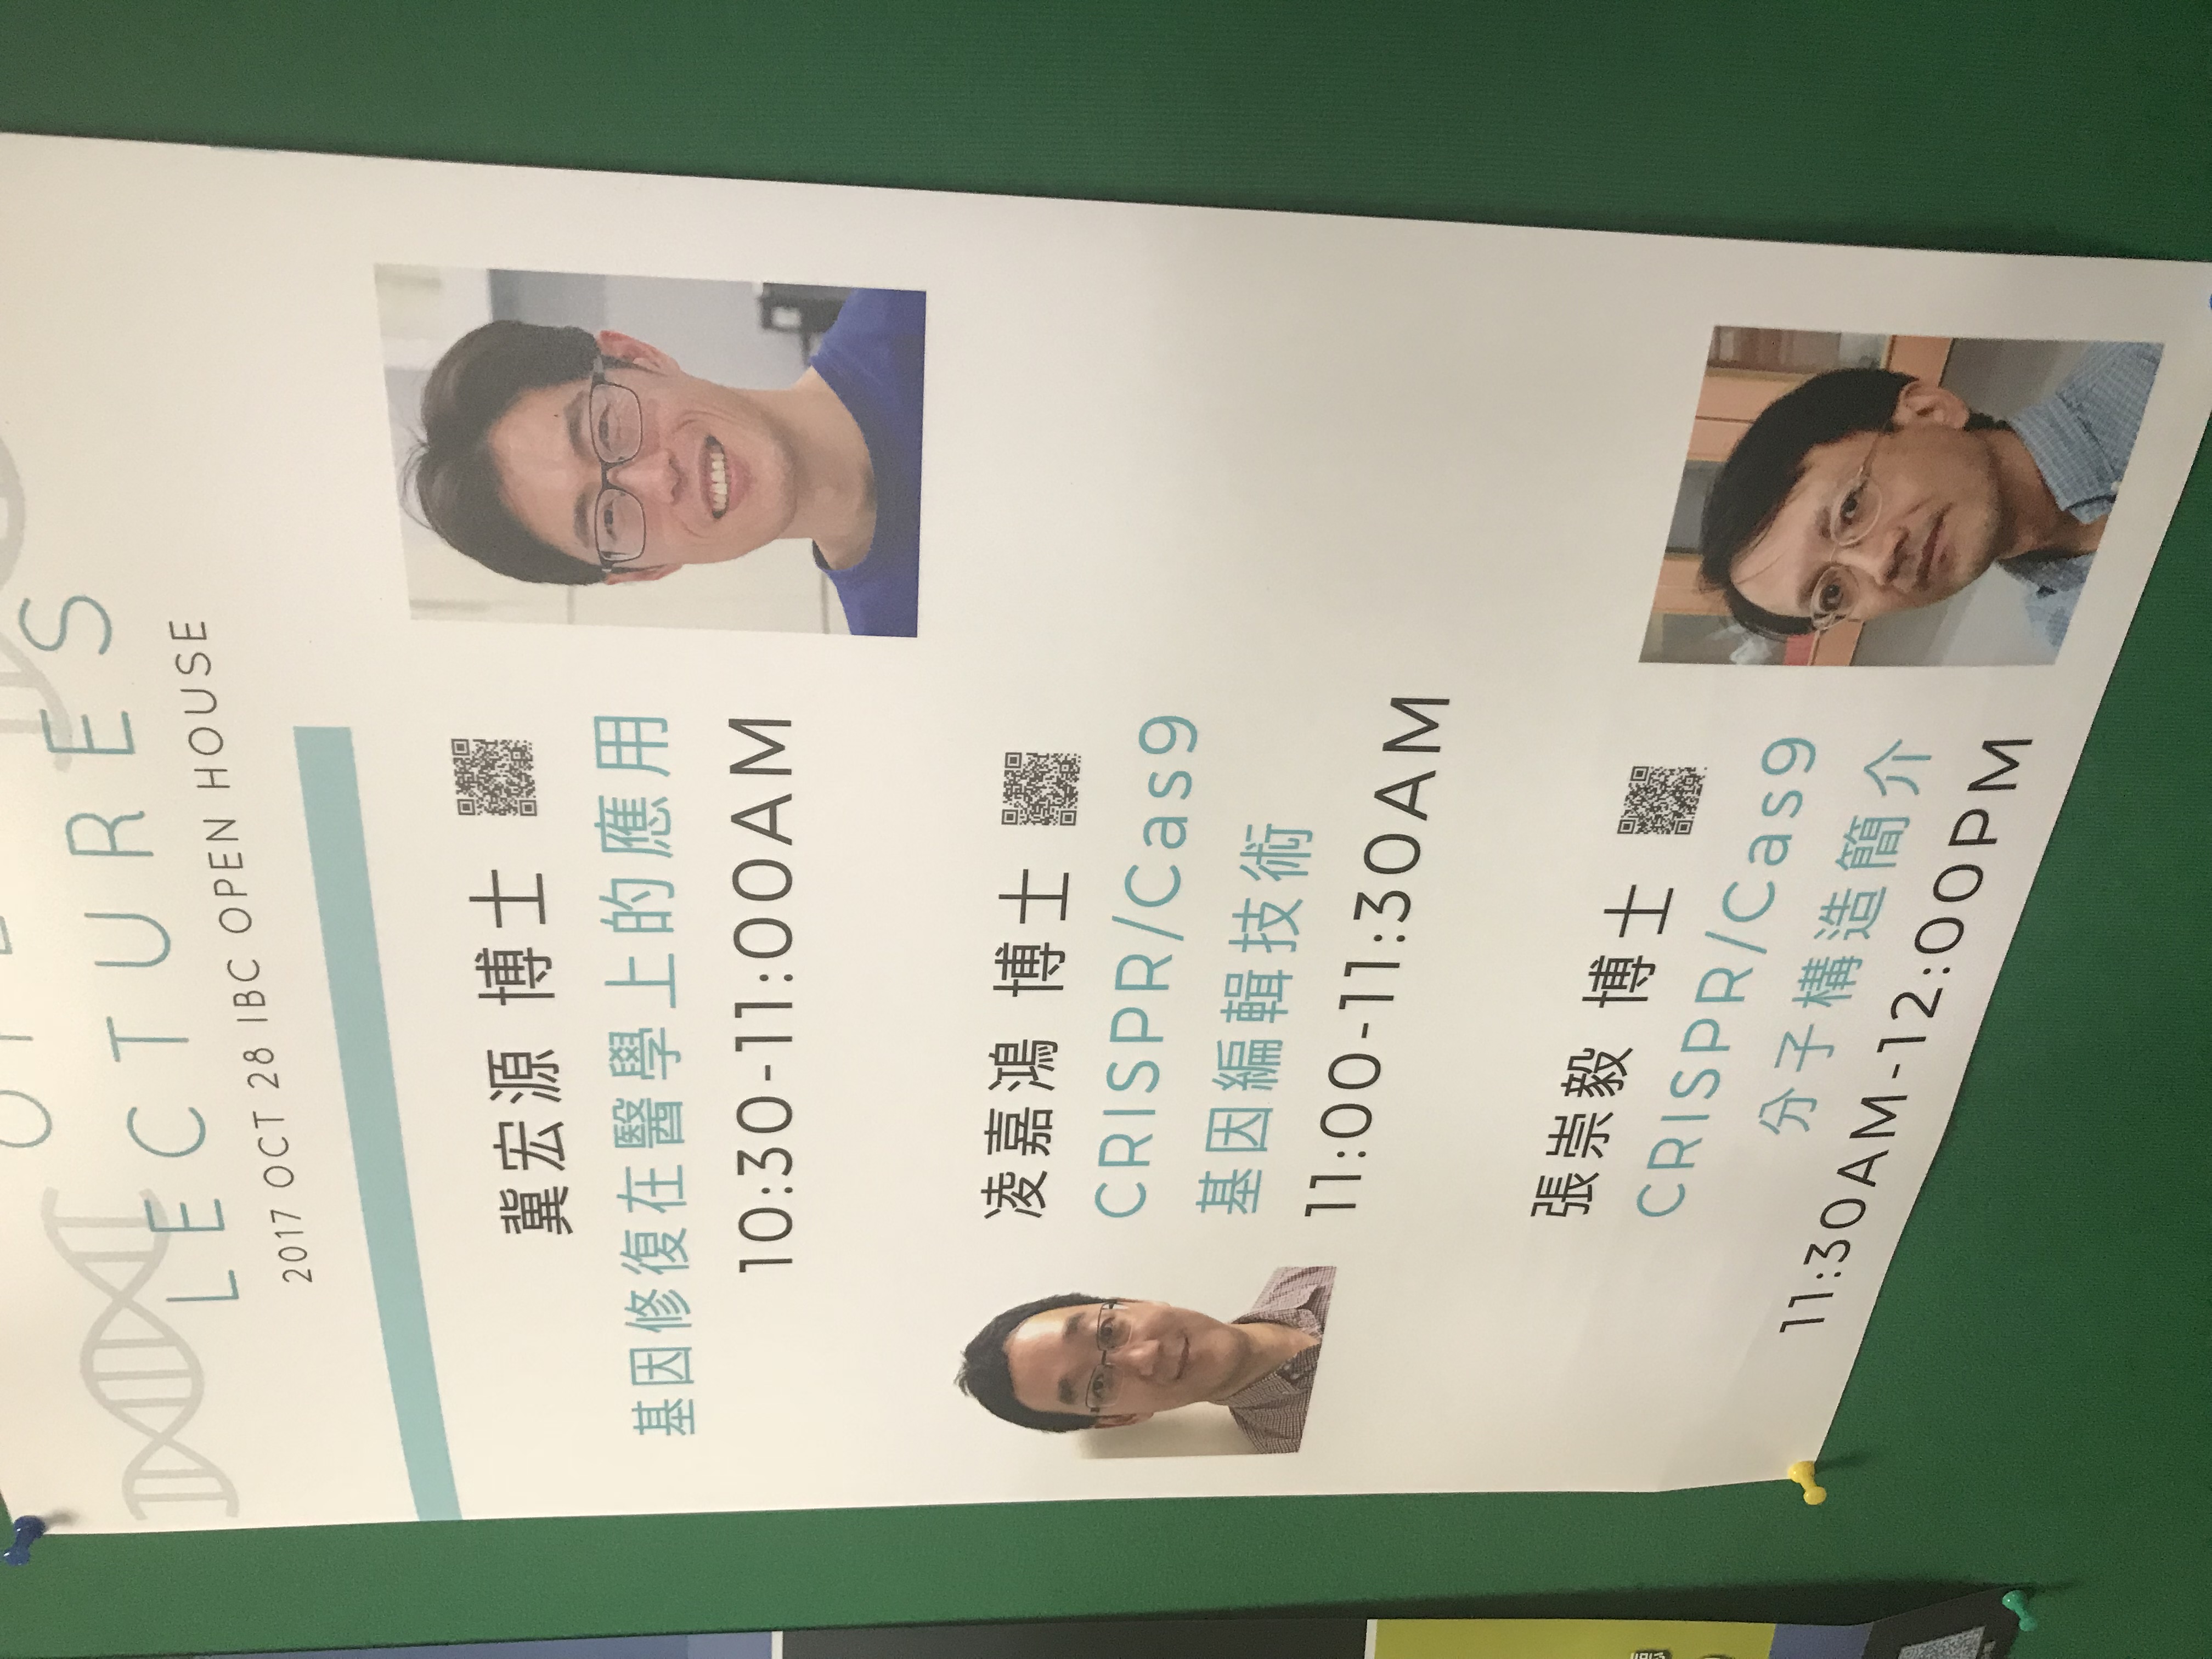 LECTURES
2017 OCT 28 IBC OPEN HOUSE
冀宏源 博士
基因修復在醫學上的應用
10:30-11:00AM
凌嘉鴻 博士
CRISPR/Cas9
基因編輯技術
11:00-11:30AM
張崇毅 博士
CRISPR/Cas9
分子構造簡介
11:30AM-12:00PM